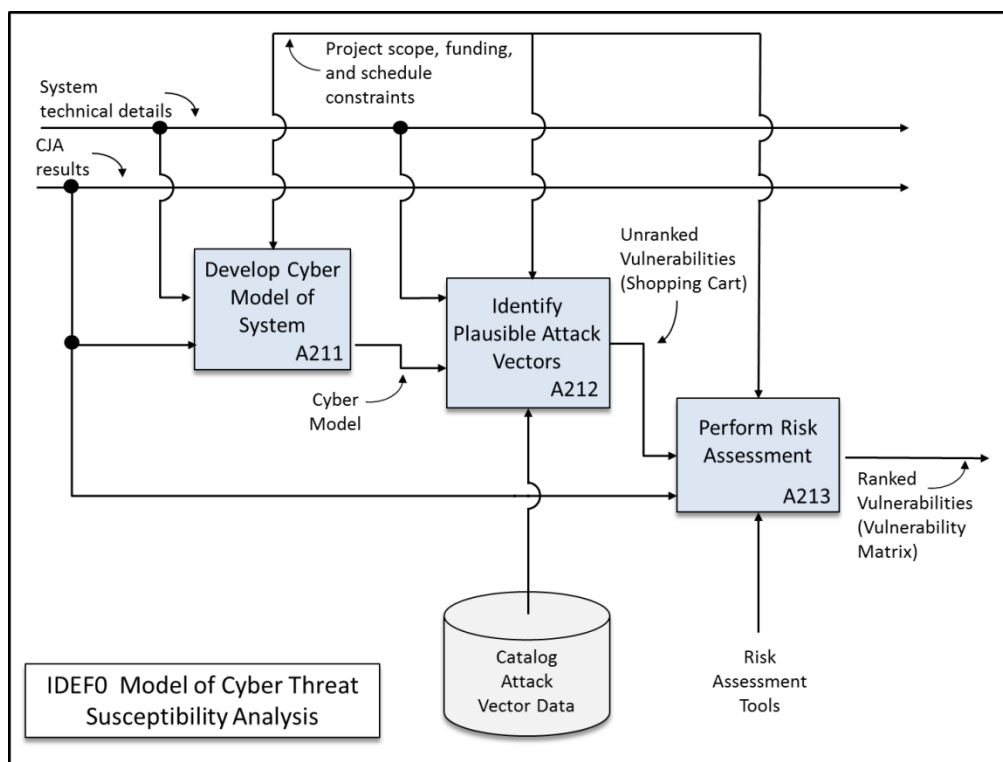 Project scope, funding,
and schedule
constraints
System
technical details
CJA
results
Develop Cyber
Model of
System
A211
Cyber
Model
Identify
Plausible Attack
Vectors
A212
Unranked
Vulnerabilities
(Shopping Cart)
Perform Risk
Assessment
A213
Ranked
Vulnerabilities
(Vulnerability
Matrix)
Catalog
Attack
Vector Data
Risk
Assessment
Tools
IDEF0 Model of Cyber Threat
Susceptibility Analysis